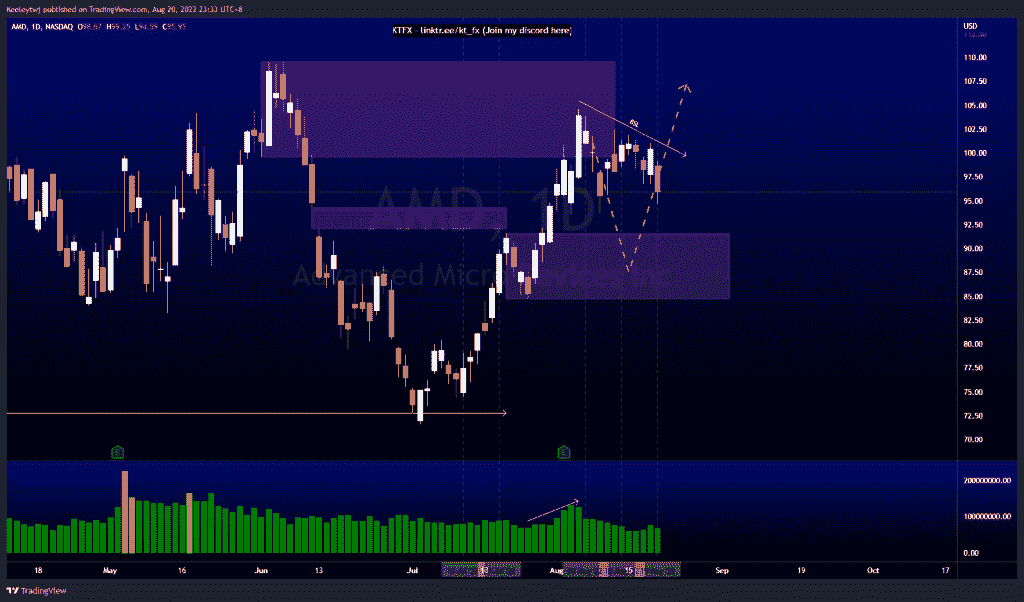 Keeleytwj published on TradingView.com, Aug 20, 2022 23:33 UTC+8
AMD, 1D, NASDAQ O98.67 H99.25 L94.59 C95.95
KTFX - linktr.ee/kt_fx (Join my discord here)
USD
110.00
107.50
105.00
102.50
100.00
97.50
95.00
92.50
90.00
87.50
85.00
82.50
80.00
77.50
75.00
72.50
70.00
AMD, 1D
Advanced Micro Devices Inc
200000000.00
100000000.00
0.00
18 May 16 Jun 13 Jul 18 Aug 15 Sep 19 Oct 17
TradingView